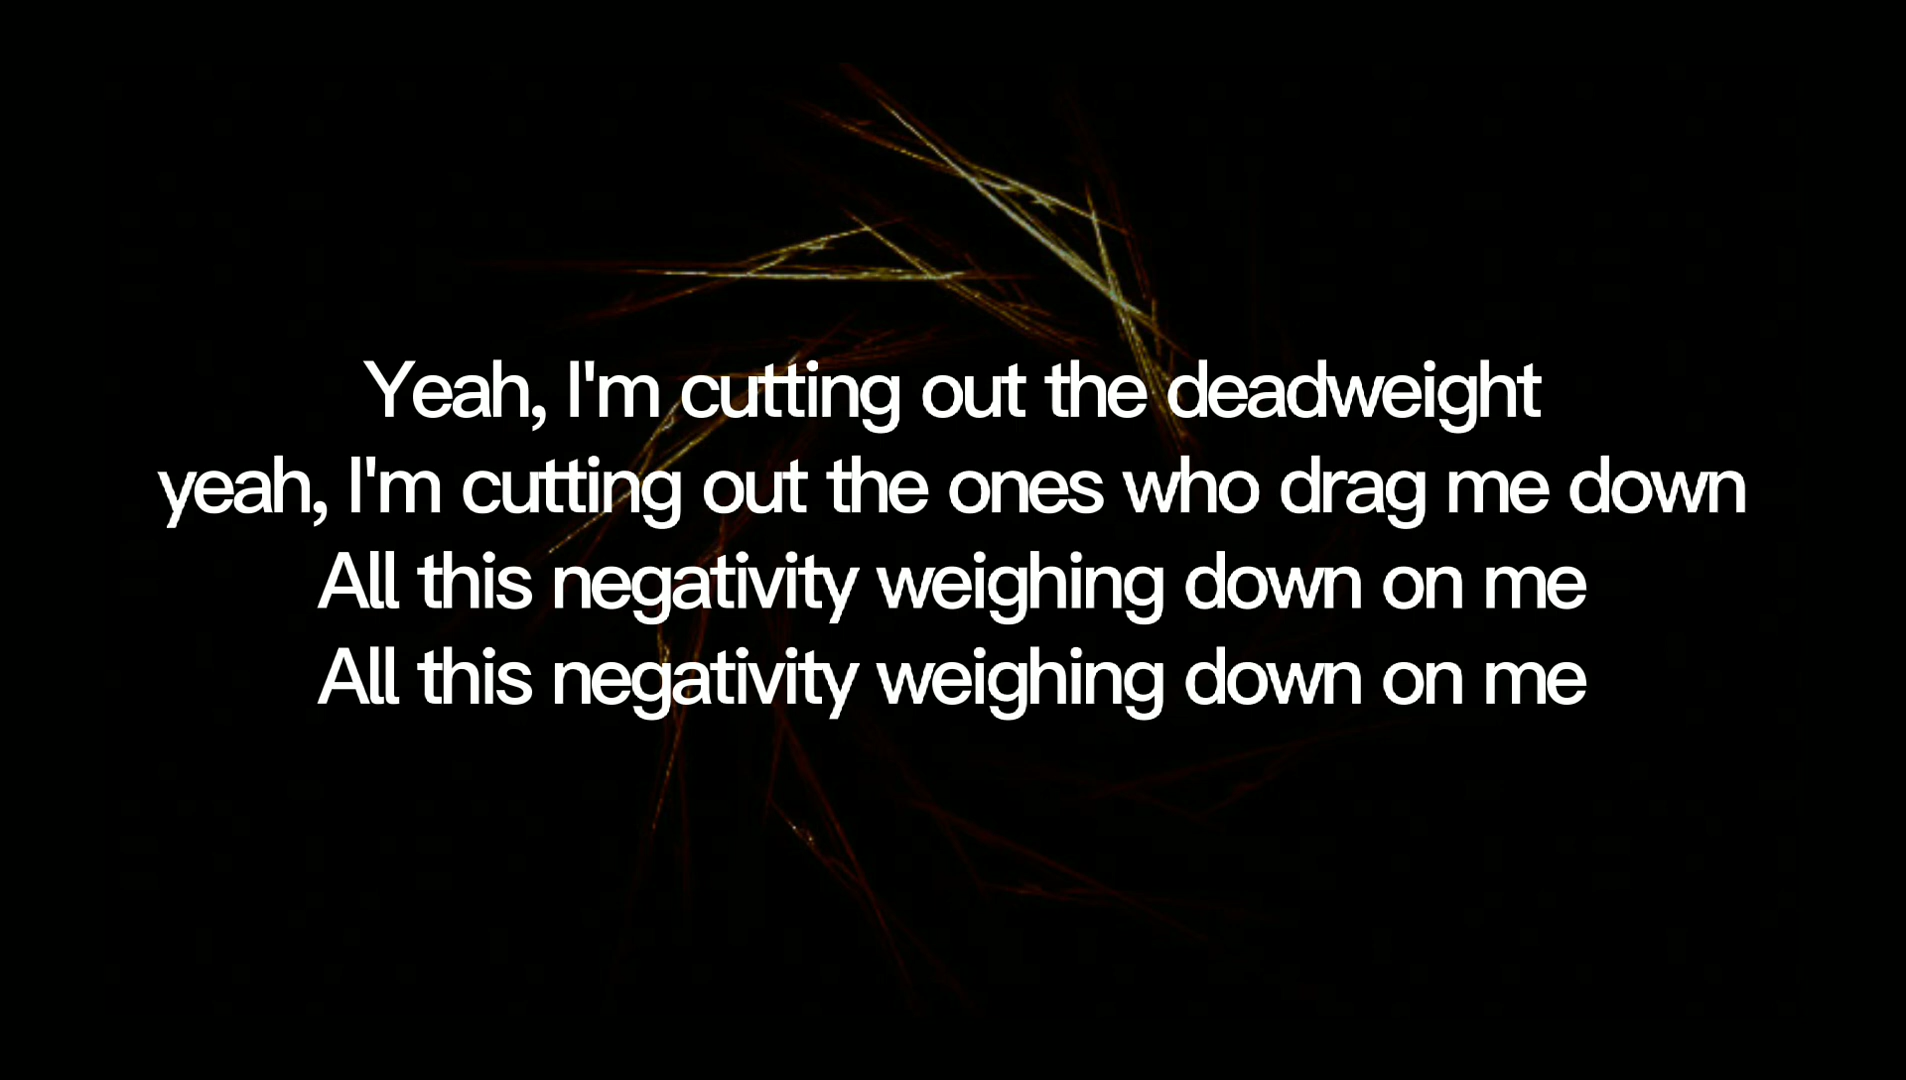 Yeah, I'm cutting out the deadweight
yeah, I'm cutting out the ones who drag me down
All this negativity weighing down on me
All this negativity weighing down on me